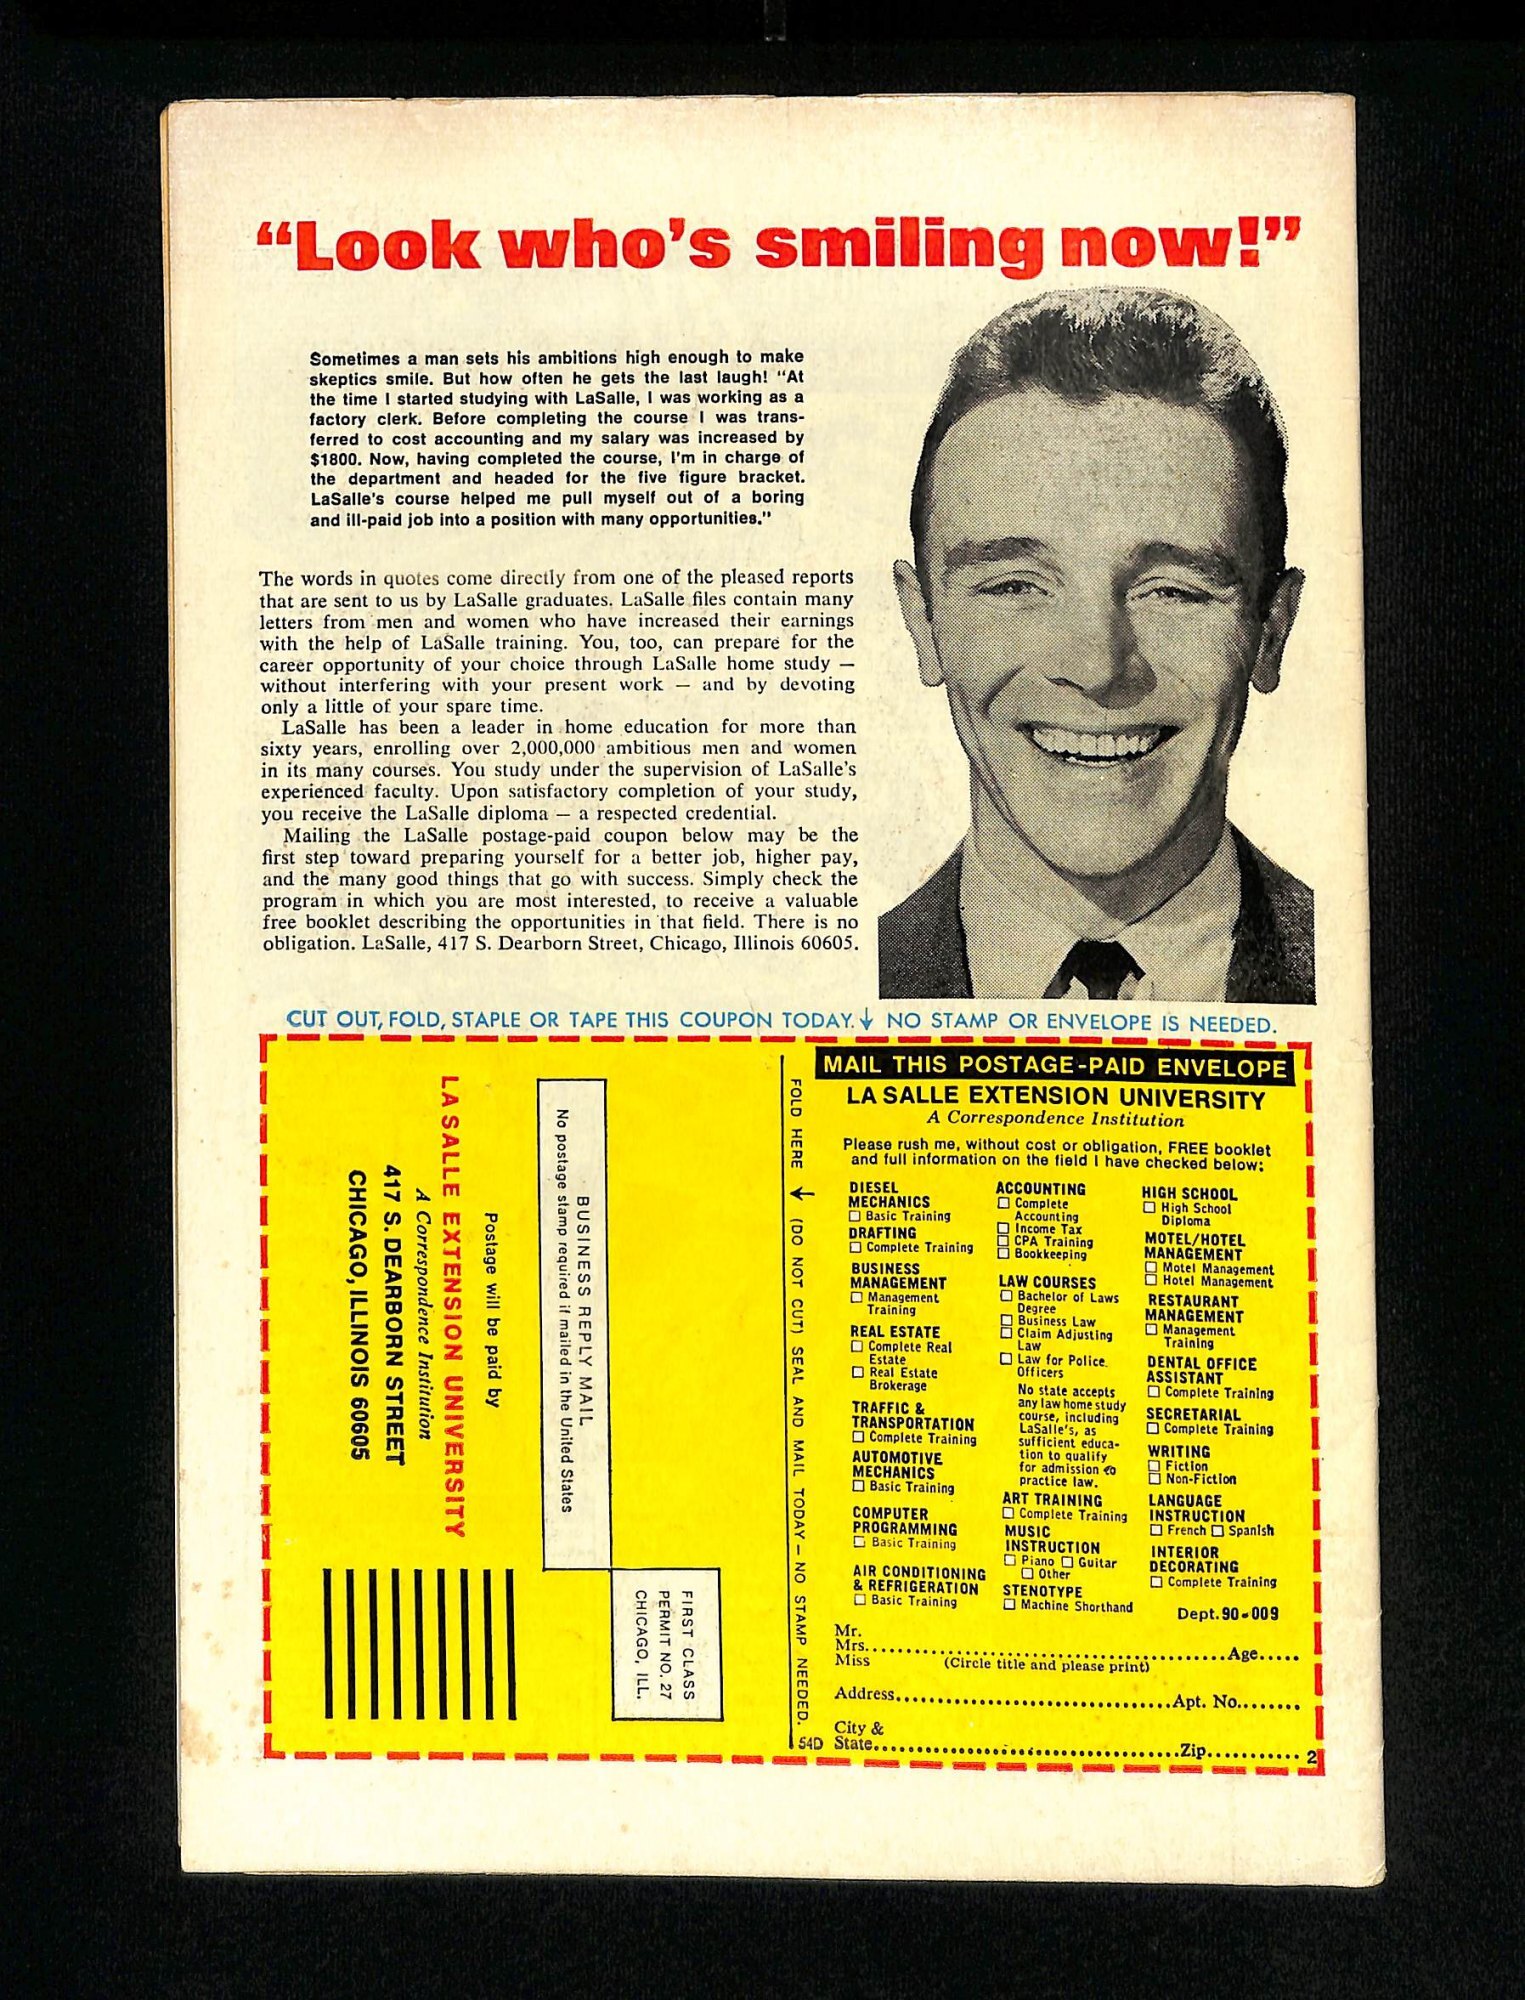 “Look who’s smiling now!”
Sometimes a man sets his ambitions high enough to make
skeptics smile. But how often he gets the last laugh! “At
the time I started studying with LaSalle, I was working as a
factory clerk. Before completing the course I was trans-
ferred to cost accounting and my salary was increased by
$1800. Now, having completed the course, I’m in charge of
the department and headed for the five figure bracket.
LaSalle’s course helped me pull myself out of a boring
and ill-paid job into a position with many opportunities.”
The words in quotes come directly from one of the pleased reports
that are sent to us by LaSalle graduates. LaSalle files contain many
letters from men and women who have increased their earnings
with the help of LaSalle training. You, too, can prepare for the
career opportunity of your choice through LaSalle home study —
without interfering with your present work — and by devoting
only a little of your spare time.
LaSalle has been a leader in home education for more than
sixty years, enrolling over 2,000,000 ambitious men and women
in its many courses. You study under the supervision of LaSalle’s
experienced faculty. Upon satisfactory completion of your study,
you receive the LaSalle diploma — a respected credential.
Mailing the LaSalle postage-paid coupon below may be the
first step toward preparing yourself for a better job, higher pay,
and the many good things that go with success. Simply check the
program in which you are most interested, to receive a valuable
free booklet describing the opportunities in that field. There is no
obligation. LaSalle, 417 S. Dearborn Street, Chicago, Illinois 60605.
CUT OUT, FOLD, STAPLE OR TAPE THIS COUPON TODAY. ↓ NO STAMP OR ENVELOPE IS NEEDED.
FIRST CLASS
PERMIT NO. 27
CHICAGO, ILL.
BUSINESS REPLY MAIL
No postage stamp required if mailed in the United States
Postage will be paid by
LA SALLE EXTENSION UNIVERSITY
A Correspondence Institution
417 S. DEARBORN STREET
CHICAGO, ILLINOIS 60605
FOLD HERE → (DO NOT CUT) SEAL AND MAIL TODAY – NO STAMP NEEDED.
54D
MAIL THIS POSTAGE-PAID ENVELOPE
LA SALLE EXTENSION UNIVERSITY
A Correspondence Institution
Please rush me, without cost or obligation, FREE booklet
and full information on the field I have checked below:
DIESEL
MECHANICS
☐ Basic Training
DRAFTING
☐ Complete Training
BUSINESS
MANAGEMENT
☐ Management
Training
REAL ESTATE
☐ Complete Real
Estate
☐ Real Estate
Brokerage
TRAFFIC &
TRANSPORTATION
☐ Complete Training
AUTOMOTIVE
MECHANICS
☐ Basic Training
COMPUTER
PROGRAMMING
☐ Basic Training
AIR CONDITIONING
& REFRIGERATION
☐ Basic Training
ACCOUNTING
☐ Complete
Accounting
☐ Income Tax
☐ CPA Training
☐ Bookkeeping
LAW COURSES
☐ Bachelor of Laws
Degree
☐ Business Law
☐ Claim Adjusting
Law
☐ Law for Police
Officers
No state accepts
any law home study
course, including
LaSalle’s, as
sufficient educa-
tion to qualify
for admission to
practice law.
ART TRAINING
☐ Complete Training
MUSIC
INSTRUCTION
☐ Piano ☐ Guitar
☐ Other
STENOTYPE
☐ Machine Shorthand
HIGH SCHOOL
☐ High School
Diploma
MOTEL/HOTEL
MANAGEMENT
☐ Motel Management
☐ Hotel Management
RESTAURANT
MANAGEMENT
☐ Management
Training
DENTAL OFFICE
ASSISTANT
☐ Complete Training
SECRETARIAL
☐ Complete Training
WRITING
☐ Fiction
☐ Non-Fiction
LANGUAGE
INSTRUCTION
☐ French ☐ Spanish
INTERIOR
DECORATING
☐ Complete Training
Dept. 90-009
Mr.
Mrs. Age
Miss (Circle title and please print)
Address Apt. No.
City &
State Zip
2